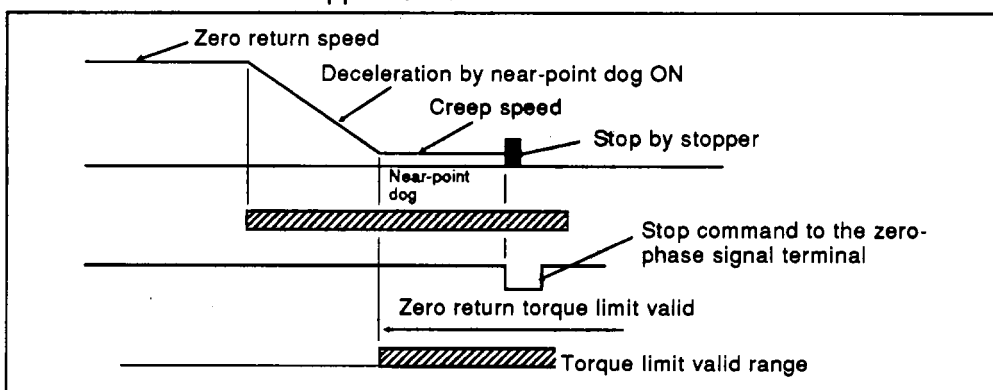 Zero return speed
Deceleration by near-point dog ON
Creep speed
Stop by stopper
Near-point
dog
Stop command to the zero-
phase signal terminal
Zero return torque limit valid
Torque limit valid range